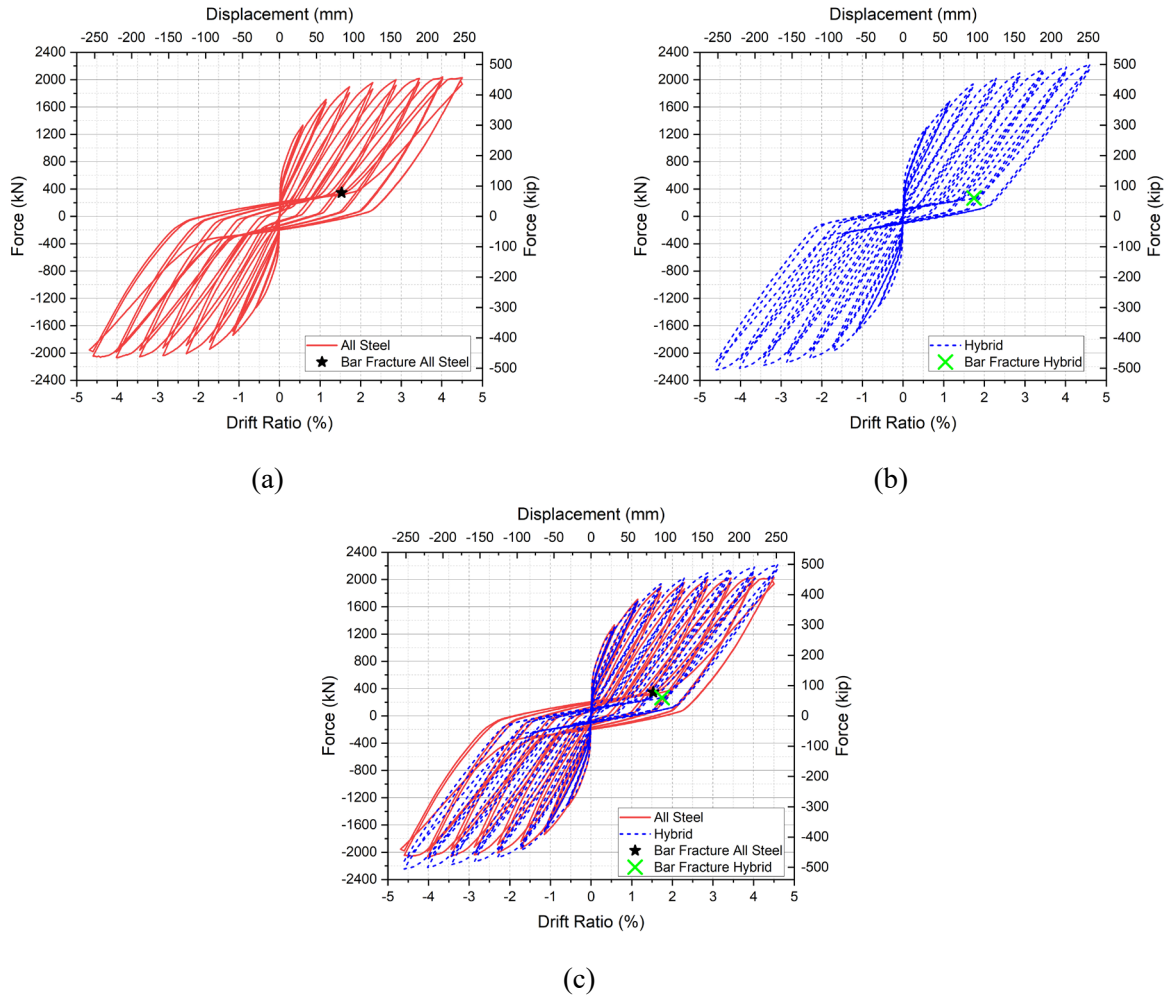 Displacement (mm)
-250 -200 -150 -100 -50 0 50 100 150 200 250
2400
2000
1600
1200
800
400
0
-400
-800
-1200
-1600
-2000
-2400
Force (kN)
500
400
300
200
100
0
-100
-200
-300
-400
-500
Force (kip)
All Steel
Bar Fracture All Steel
-5 -4 -3 -2 -1 0 1 2 3 4 5
Drift Ratio (%)
(a)
Displacement (mm)
-250 -200 -150 -100 -50 0 50 100 150 200 250
2400
2000
1600
1200
800
400
0
-400
-800
-1200
-1600
-2000
-2400
Force (kN)
500
400
300
200
100
0
-100
-200
-300
-400
-500
Force (kip)
Hybrid
Bar Fracture Hybrid
-5 -4 -3 -2 -1 0 1 2 3 4 5
Drift Ratio (%)
(b)
Displacement (mm)
-250 -200 -150 -100 -50 0 50 100 150 200 250
2400
2000
1600
1200
800
400
0
-400
-800
-1200
-1600
-2000
-2400
Force (kN)
500
400
300
200
100
0
-100
-200
-300
-400
-500
Force (kip)
All Steel
Hybrid
Bar Fracture All Steel
Bar Fracture Hybrid
-5 -4 -3 -2 -1 0 1 2 3 4 5
Drift Ratio (%)
(c)